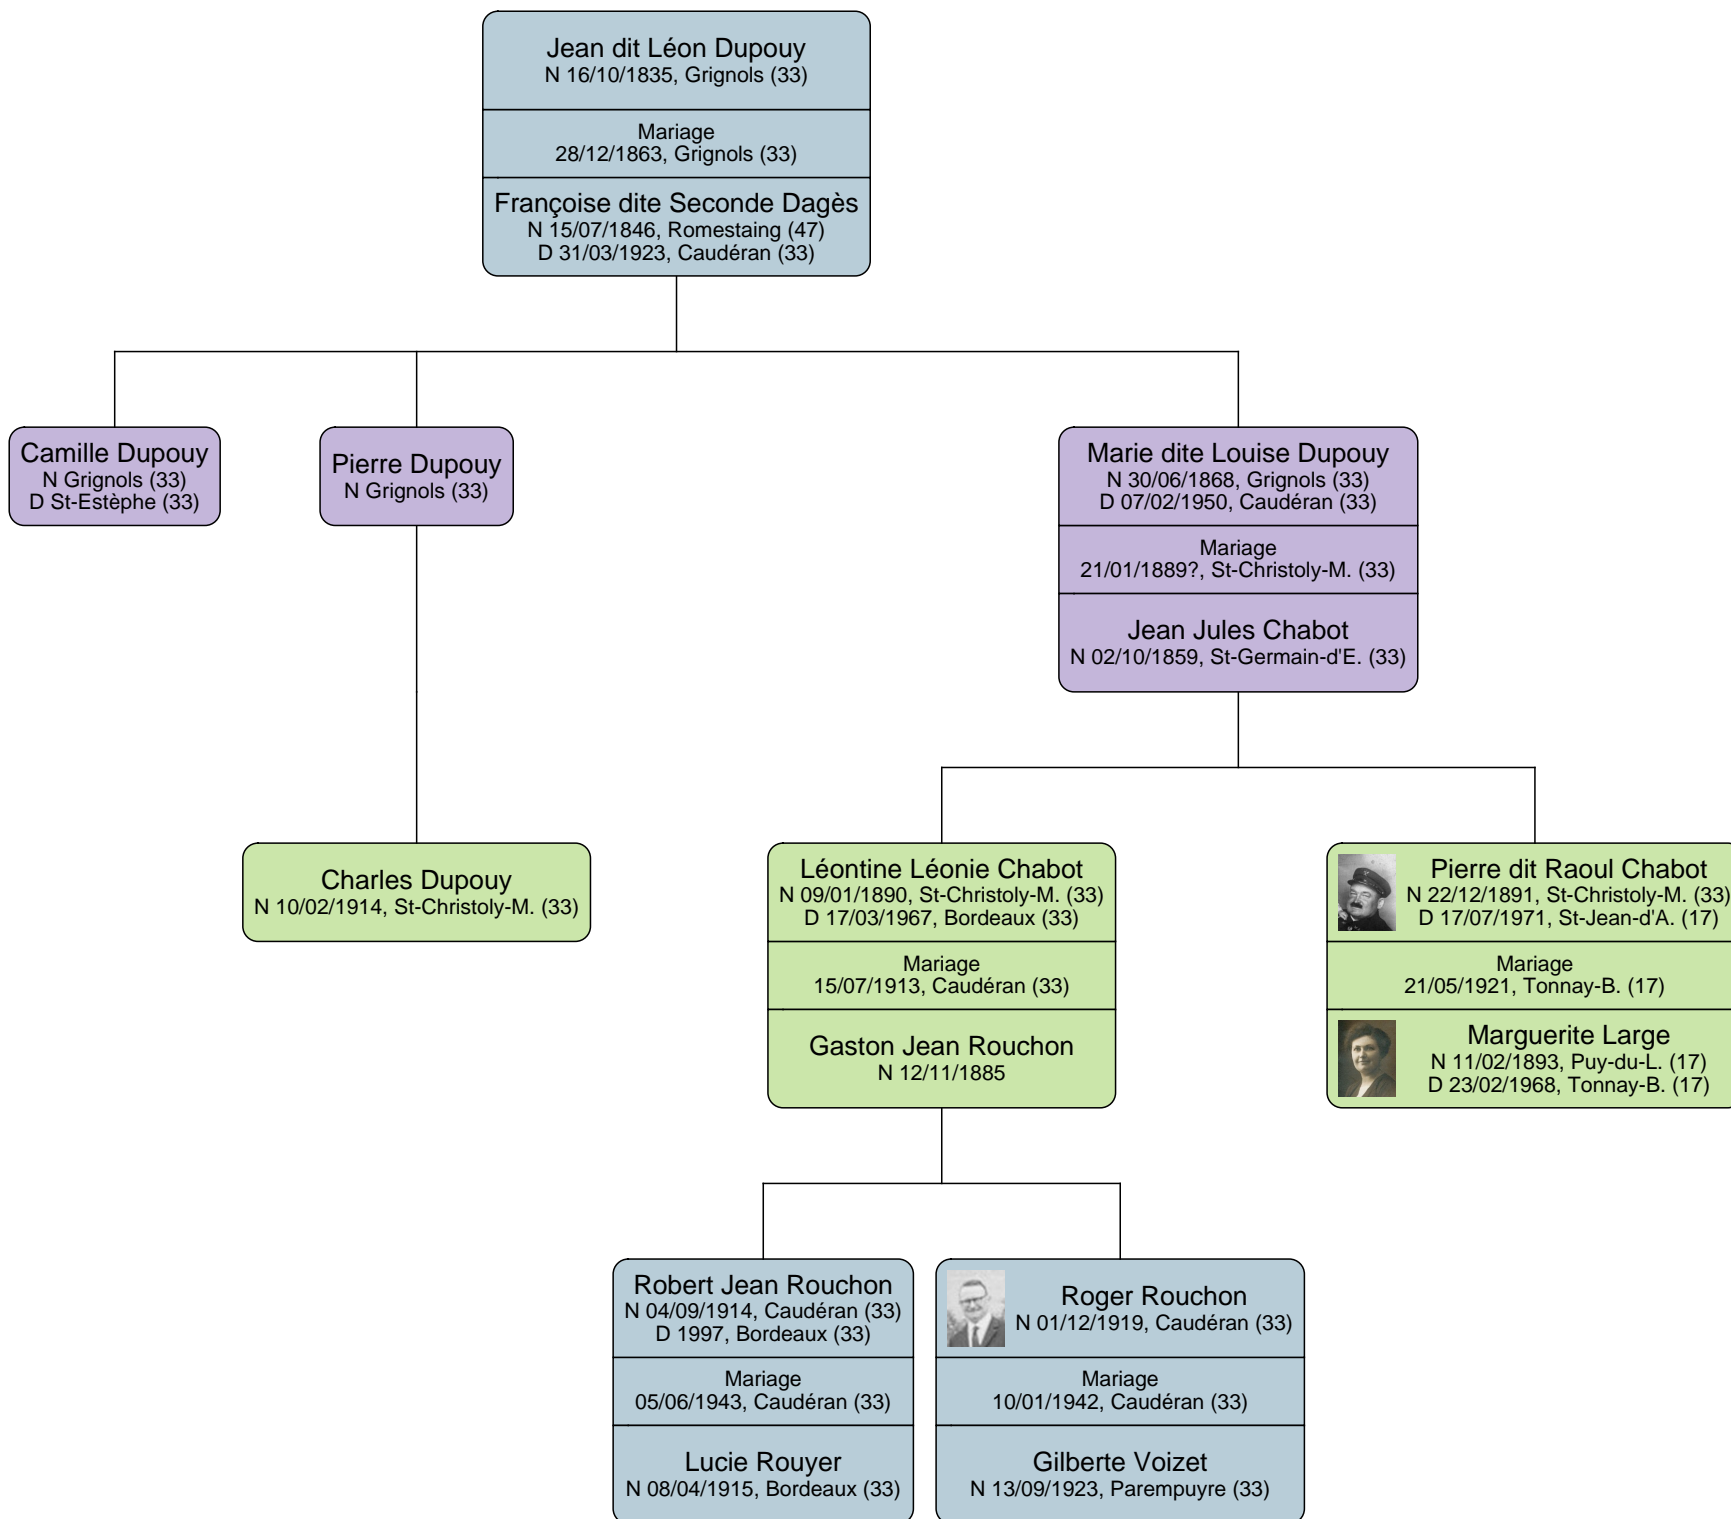 Jean dit Léon Dupouy
N 16/10/1835, Grignols (33)
Mariage
28/12/1863, Grignols (33)
Françoise dite Seconde Dagès
N 15/07/1846, Romestaing (47)
D 31/03/1923, Caudéran (33)
Camille Dupouy
N Grignols (33)
D St-Estèphe (33)
Pierre Dupouy
N Grignols (33)
Marie dite Louise Dupouy
N 30/06/1868, Grignols (33)
D 07/02/1950, Caudéran (33)
Mariage
21/01/1889?, St-Christoly-M. (33)
Jean Jules Chabot
N 02/10/1859, St-Germain-d'E. (33)
Charles Dupouy
N 10/02/1914, St-Christoly-M. (33)
Léontine Léonie Chabot
N 09/01/1890, St-Christoly-M. (33)
D 17/03/1967, Bordeaux (33)
Mariage
15/07/1913, Caudéran (33)
Gaston Jean Rouchon
N 12/11/1885
Pierre dit Raoul Chabot
N 22/12/1891, St-Christoly-M. (33)
D 17/07/1971, St-Jean-d'A. (17)
Mariage
21/05/1921, Tonnay-B. (17)
Marguerite Large
N 11/02/1893, Puy-du-L. (17)
D 23/02/1968, Tonnay-B. (17)
Robert Jean Rouchon
N 04/09/1914, Caudéran (33)
D 1997, Bordeaux (33)
Mariage
05/06/1943, Caudéran (33)
Lucie Rouyer
N 08/04/1915, Bordeaux (33)
Roger Rouchon
N 01/12/1919, Caudéran (33)
Mariage
10/01/1942, Caudéran (33)
Gilberte Voizet
N 13/09/1923, Parempuyre (33)